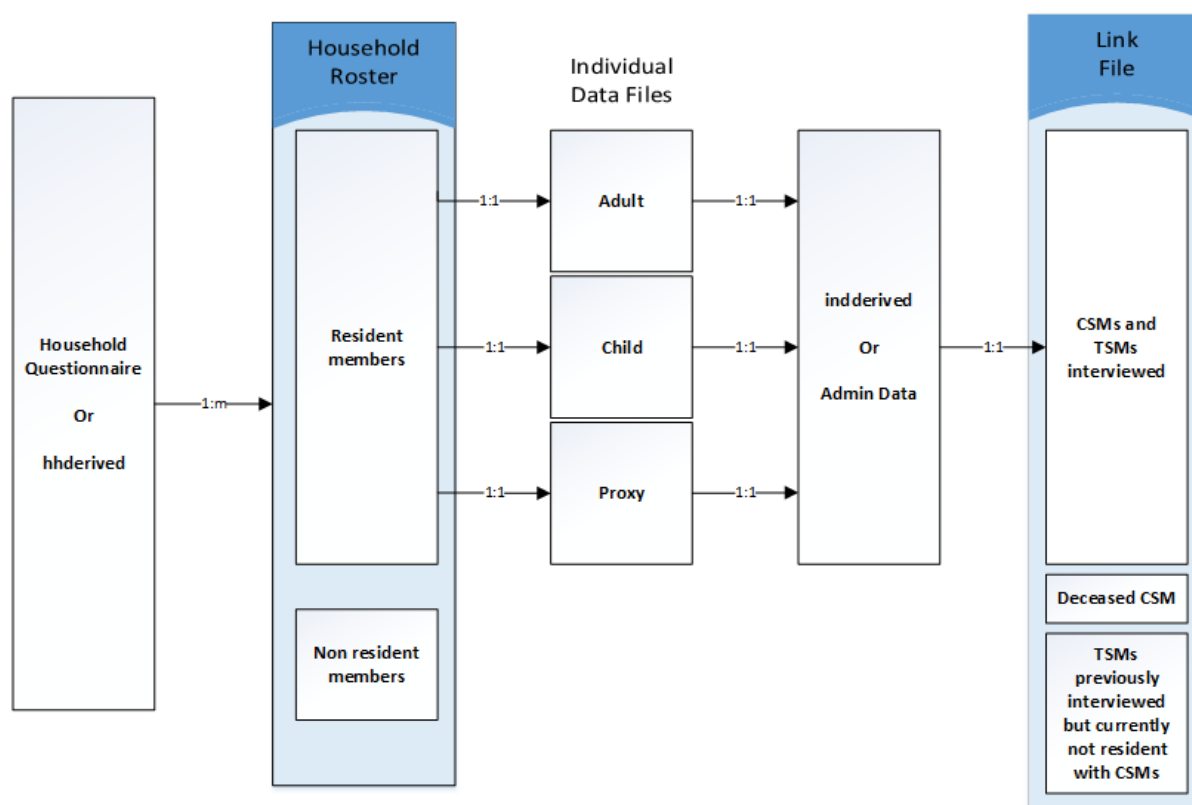 Household
Questionnaire
Or
hhderived
1:m
Household
Roster
Resident
members
Non resident
members
Individual
Data Files
1:1
Adult
1:1
1:1
Child
1:1
1:1
Proxy
1:1
indderived
Or
Admin Data
1:1
Link
File
CSMs and
TSMs
interviewed
Deceased CSM
TSMs
previously
interviewed
but currently
not resident
with CSMs